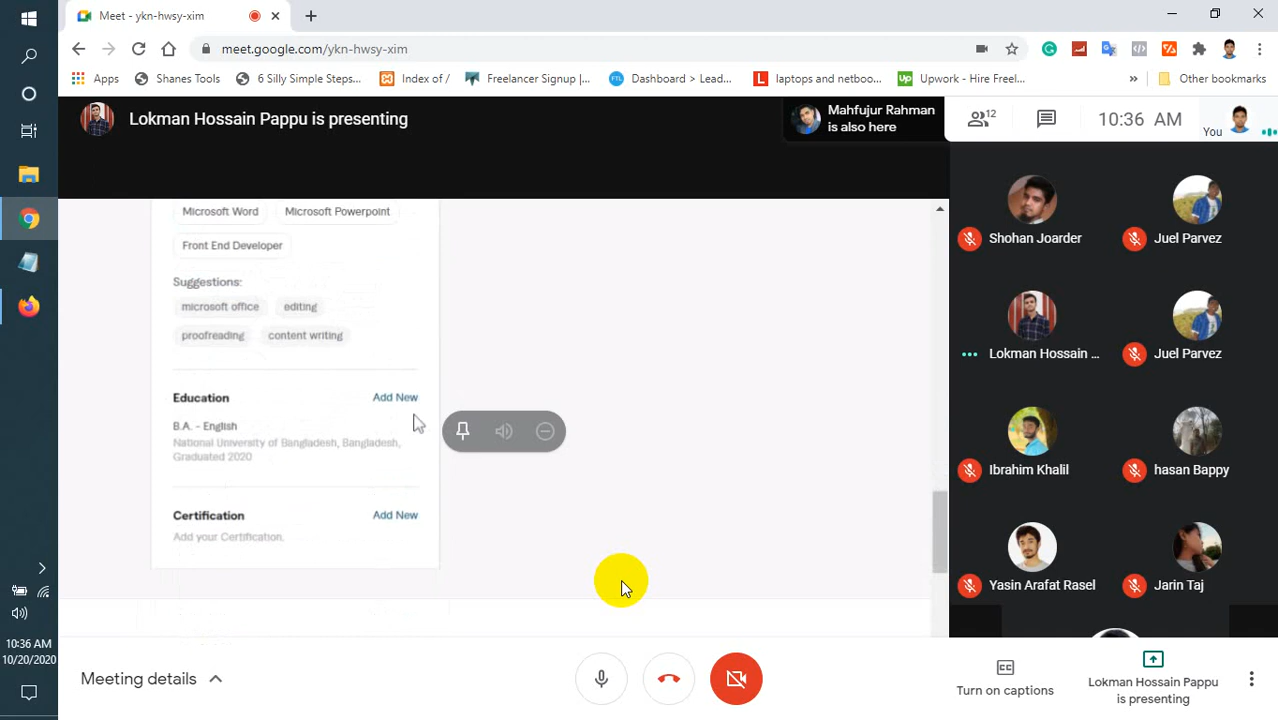 Meet - ykn-hwsy-xim
meet.google.com/ykn-hwsy-xim
Apps
Shanes Tools
6 Silly Simple Steps...
Index of /
Freelancer Signup |...
Dashboard > Lead...
laptops and netboo...
Upwork - Hire Freel...
Other bookmarks
Lokman Hossain Pappu is presenting
Mahfujur Rahman
is also here
12
10:36 AM
You
Microsoft Word
Microsoft Powerpoint
Front End Developer
Suggestions:
microsoft office
editing
proofreading
content writing
Education
Add New
B.A. - English
National University of Bangladesh, Bangladesh,
Graduated 2020
Certification
Add New
Add your Certification.
Shohan Joarder
Juel Parvez
Lokman Hossain ...
Juel Parvez
Ibrahim Khalil
hasan Bappy
Yasin Arafat Rasel
Jarin Taj
10:36 AM
10/20/2020
Meeting details
Turn on captions
Lokman Hossain Pappu
is presenting